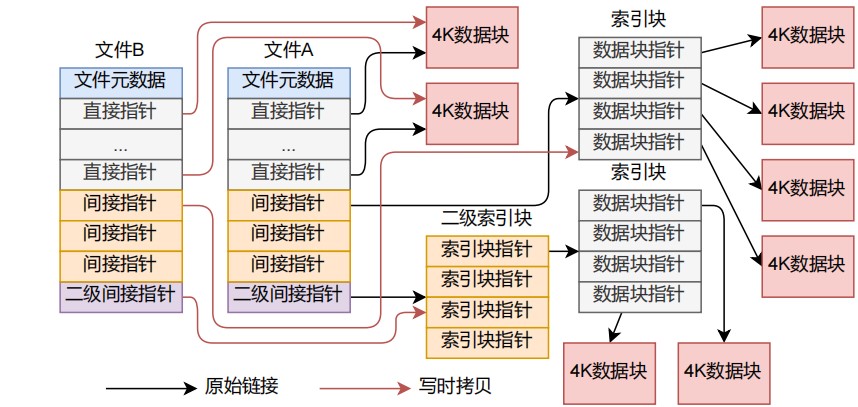 文件B
文件元数据
直接指针
...
直接指针
间接指针
间接指针
间接指针
二级间接指针
文件A
文件元数据
直接指针
...
直接指针
间接指针
间接指针
间接指针
二级间接指针
4K数据块
4K数据块
二级索引块
索引块指针
索引块指针
索引块指针
索引块指针
索引块
数据块指针
数据块指针
数据块指针
数据块指针
索引块
数据块指针
数据块指针
数据块指针
数据块指针
4K数据块
4K数据块
4K数据块
4K数据块
4K数据块
4K数据块
原始链接
写时拷贝